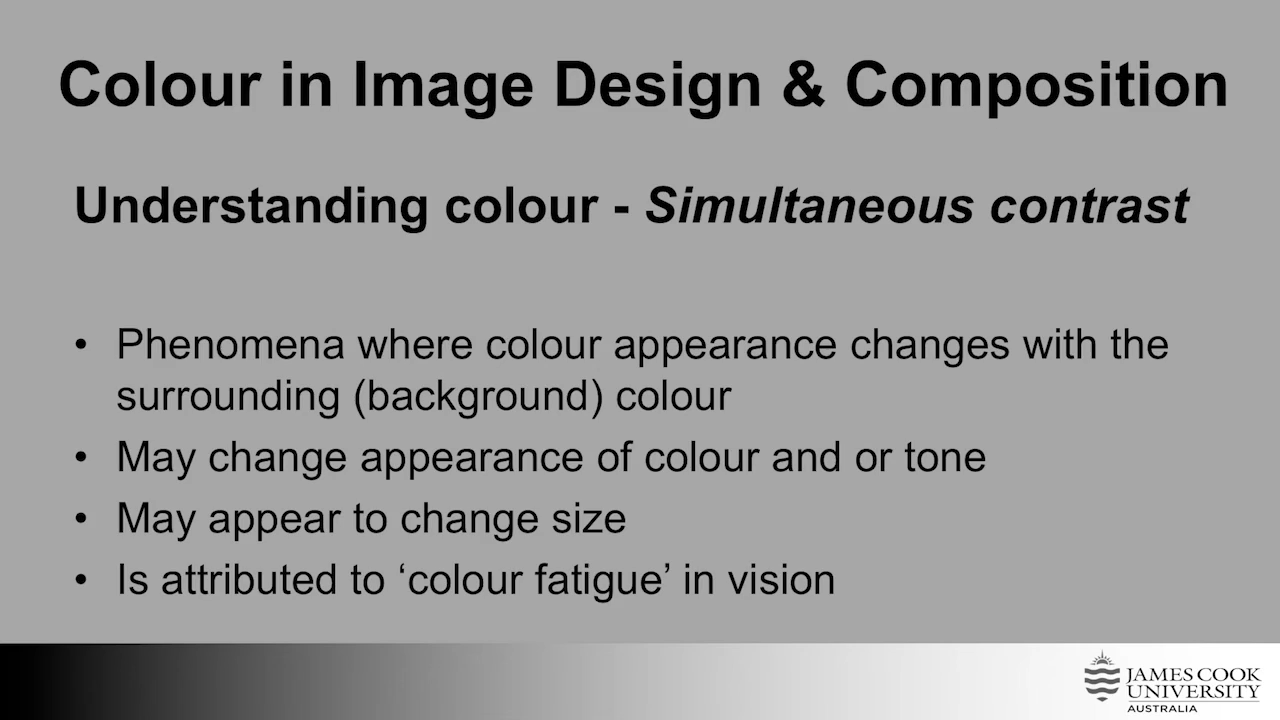 Colour in Image Design & Composition
Understanding colour - Simultaneous contrast
• Phenomena where colour appearance changes with the
surrounding (background) colour
• May change appearance of colour and or tone
• May appear to change size
• Is attributed to ‘colour fatigue’ in vision
JAMES COOK
UNIVERSITY
AUSTRALIA